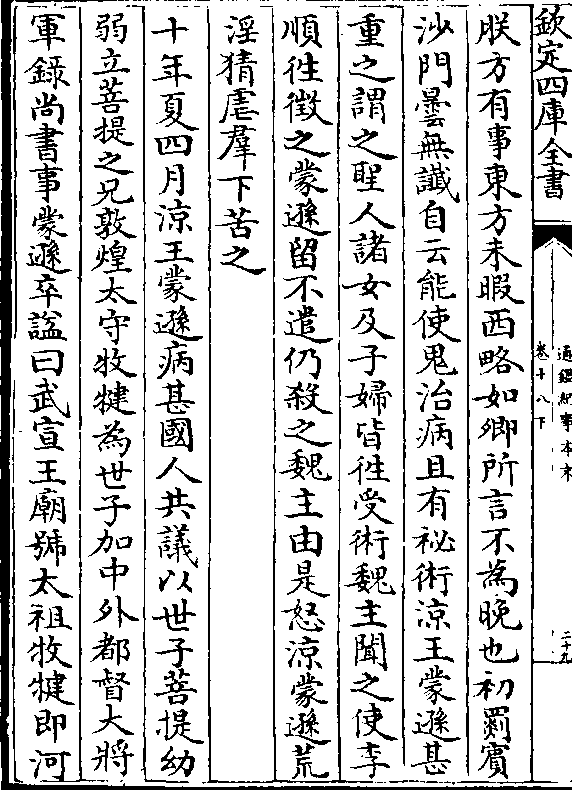 欽定四庫全書
通鑑紀事本末
卷十八下
二十九
朕方有事東方未暇西略如卿所言不為晚也初罽賓
沙門曇無讖自云能使鬼治病且有祕術涼王蒙遜甚
重之謂之聖人諸女及子婦皆徃受術魏主聞之使李
順徃徵之蒙遜留不遣仍殺之魏主由是怒涼蒙遜荒
淫猜虐羣下苦之
十年夏四月涼王蒙遜病甚國人共議以世子菩提幼
弱立菩提之兄敦煌太守牧犍為世子加中外都督大將
軍錄尚書事蒙遜卒諡曰武宣王廟號太祖牧犍即河